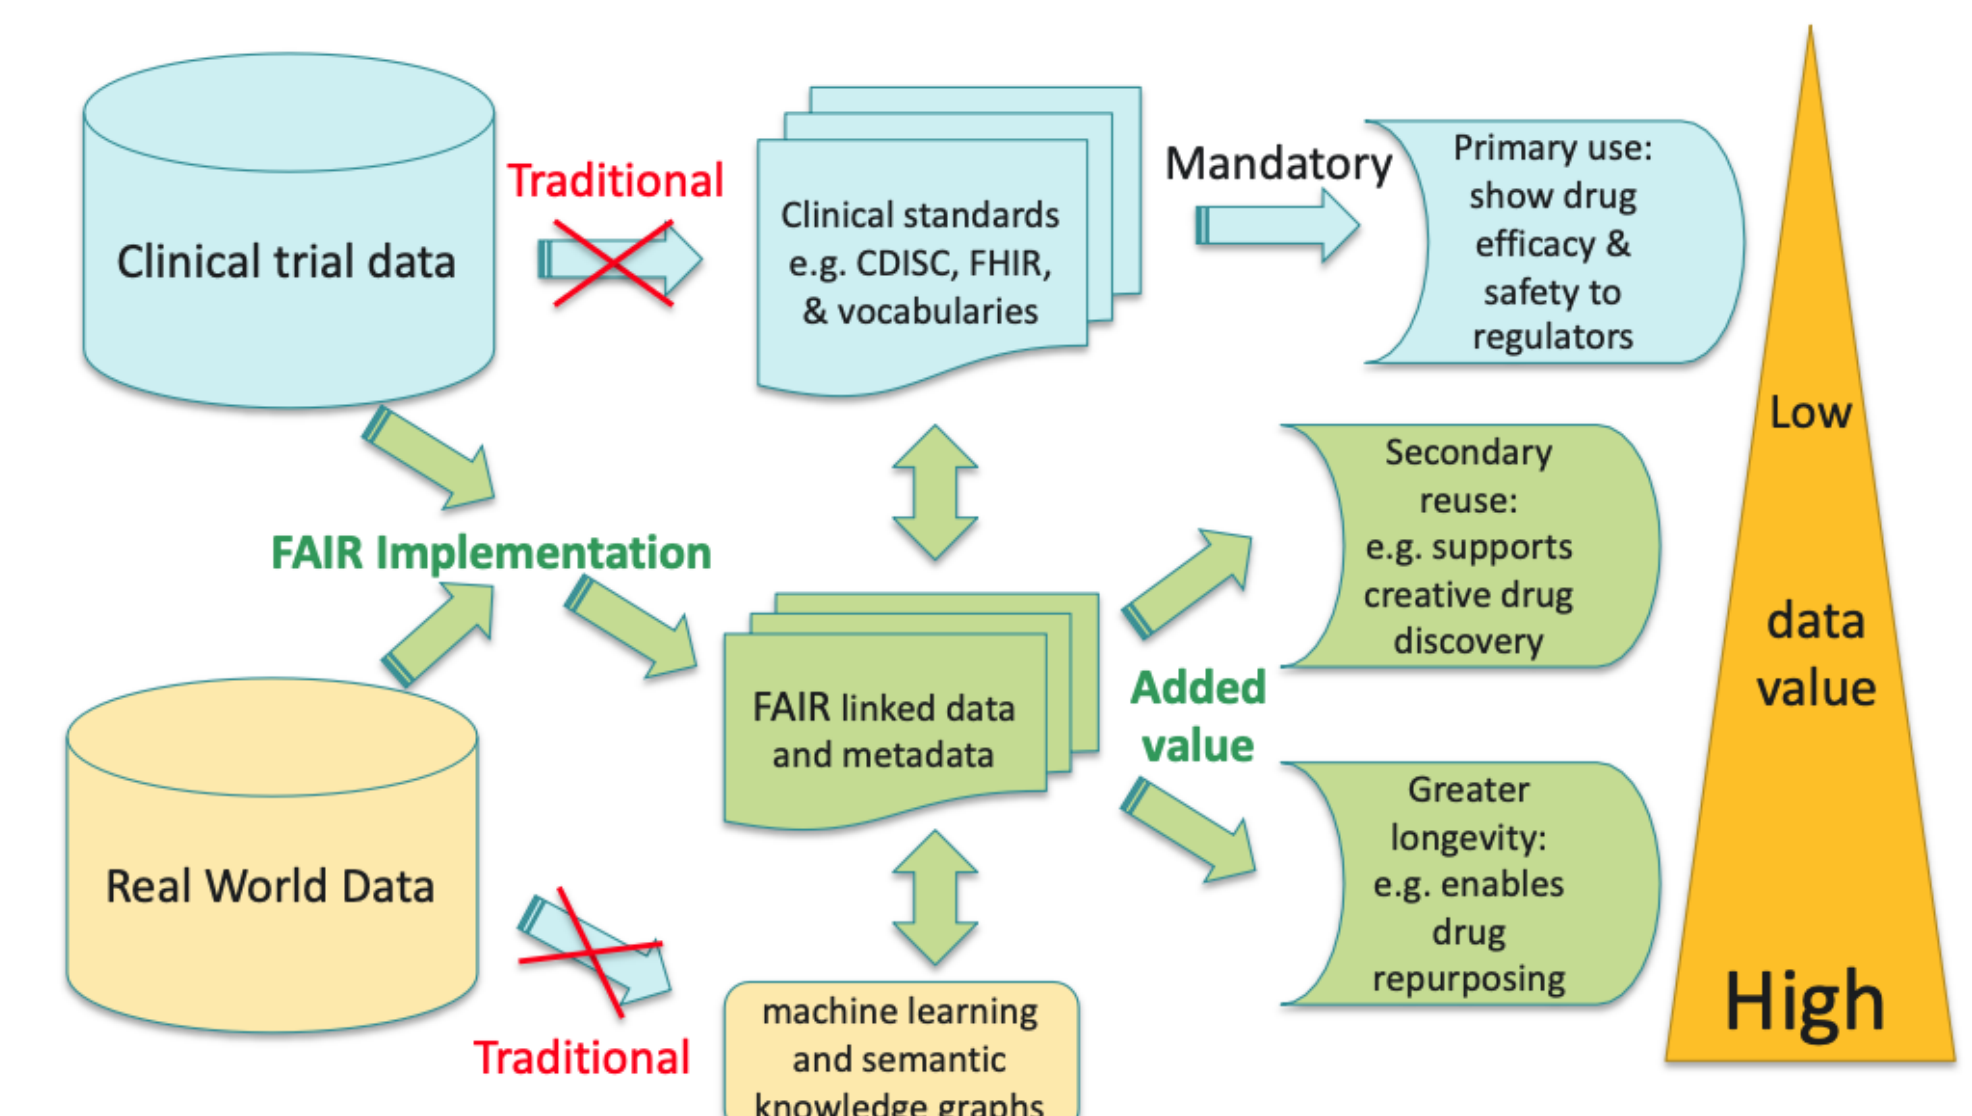 Clinical trial data
Traditional
Clinical standards
e.g. CDISC, FHIR,
& vocabularies
Mandatory
Primary use:
show drug
efficacy &
safety to
regulators
FAIR Implementation
Secondary
reuse:
e.g. supports
creative drug
discovery
FAIR linked data
and metadata
Added
value
Greater
longevity:
e.g. enables
drug
repurposing
Real World Data
Traditional
machine learning
and semantic
knowledge graphs
Low
data
value
High